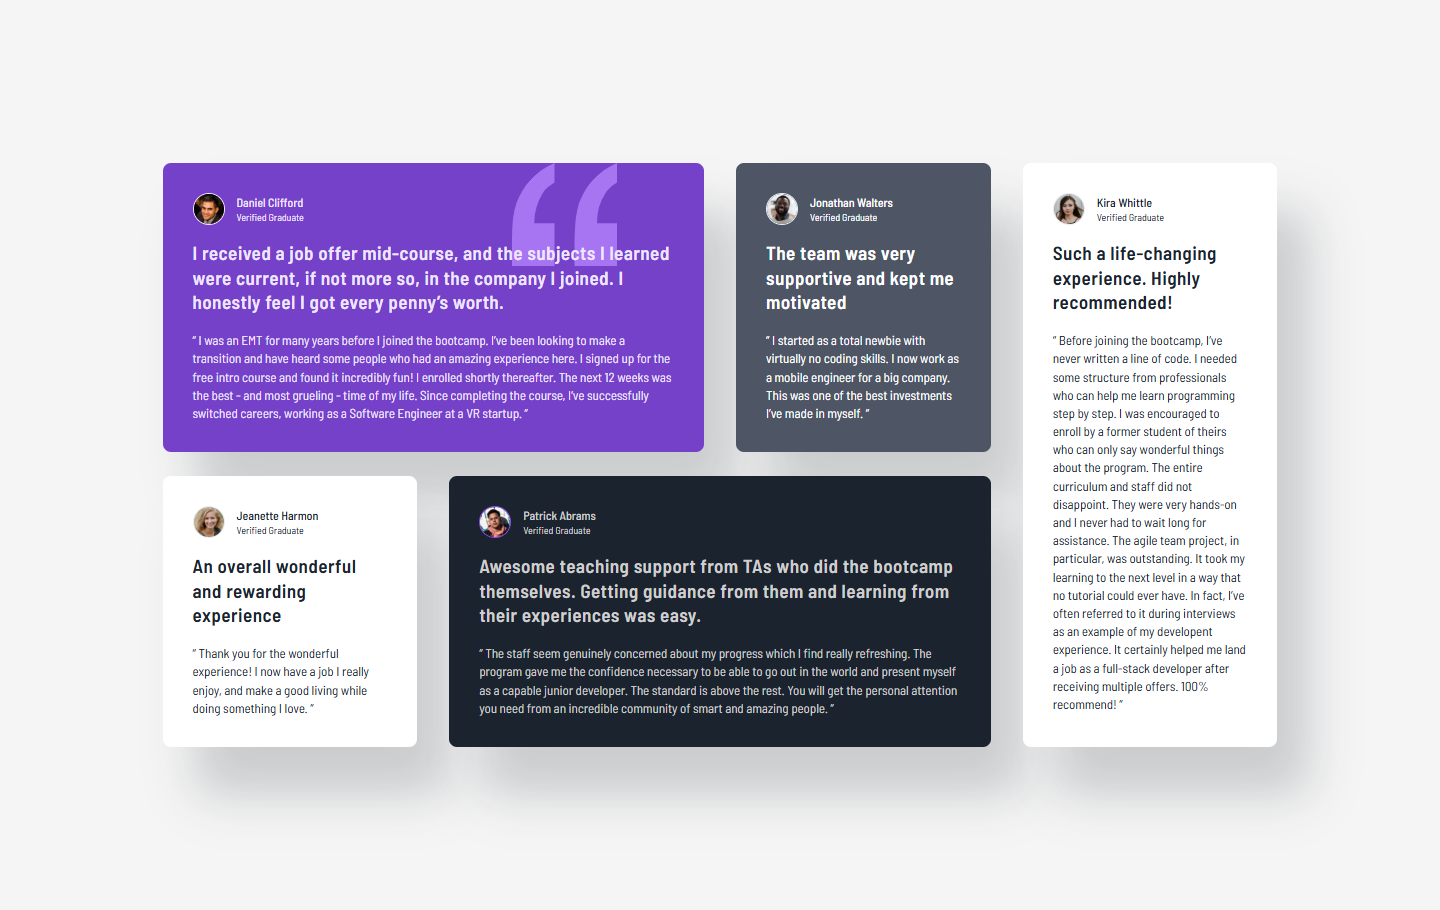 Daniel Clifford
Verified Graduate
I received a job offer mid-course, and the subjects I learned
were current, if not more so, in the company I joined. I
honestly feel I got every penny’s worth.
“ I was an EMT for many years before I joined the bootcamp. I’ve been looking to make a
transition and have heard some people who had an amazing experience here. I signed up for the
free intro course and found it incredibly fun! I enrolled shortly thereafter. The next 12 weeks was
the best - and most grueling - time of my life. Since completing the course, I’ve successfully
switched careers, working as a Software Engineer at a VR startup. ”
Jonathan Walters
Verified Graduate
The team was very
supportive and kept me
motivated
“ I started as a total newbie with
virtually no coding skills. I now work as
a mobile engineer for a big company.
This was one of the best investments
I’ve made in myself. ”
Kira Whittle
Verified Graduate
Such a life-changing
experience. Highly
recommended!
“ Before joining the bootcamp, I’ve
never written a line of code. I needed
some structure from professionals
who can help me learn programming
step by step. I was encouraged to
enroll by a former student of theirs
who can only say wonderful things
about the program. The entire
curriculum and staff did not
disappoint. They were very hands-on
and I never had to wait long for
assistance. The agile team project, in
particular, was outstanding. It took my
learning to the next level in a way that
no tutorial could ever have. In fact, I’ve
often referred to it during interviews
as an example of my developent
experience. It certainly helped me land
a job as a full-stack developer after
receiving multiple offers. 100%
recommend! ”
Jeanette Harmon
Verified Graduate
An overall wonderful
and rewarding
experience
“ Thank you for the wonderful
experience! I now have a job I really
enjoy, and make a good living while
doing something I love. ”
Patrick Abrams
Verified Graduate
Awesome teaching support from TAs who did the bootcamp
themselves. Getting guidance from them and learning from
their experiences was easy.
“ The staff seem genuinely concerned about my progress which I find really refreshing. The
program gave me the confidence necessary to be able to go out in the world and present myself
as a capable junior developer. The standard is above the rest. You will get the personal attention
you need from an incredible community of smart and amazing people. ”